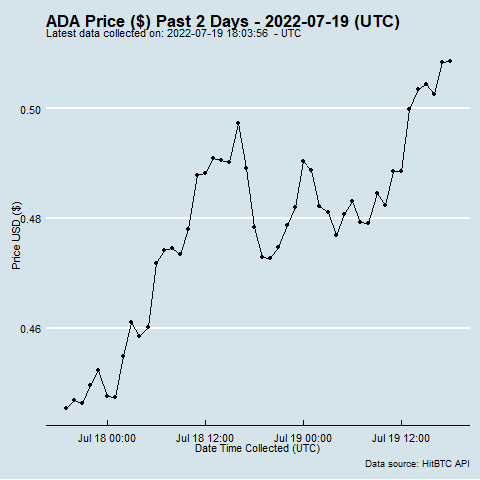 ADA Price ($) Past 2 Days - 2022-07-19 (UTC)
Latest data collected on: 2022-07-19 18:03:56 - UTC
0.50
0.48
0.46
Price USD ($)
Jul 18 00:00 Jul 18 12:00 Jul 19 00:00 Jul 19 12:00
Date Time Collected (UTC)
Data source: HitBTC API